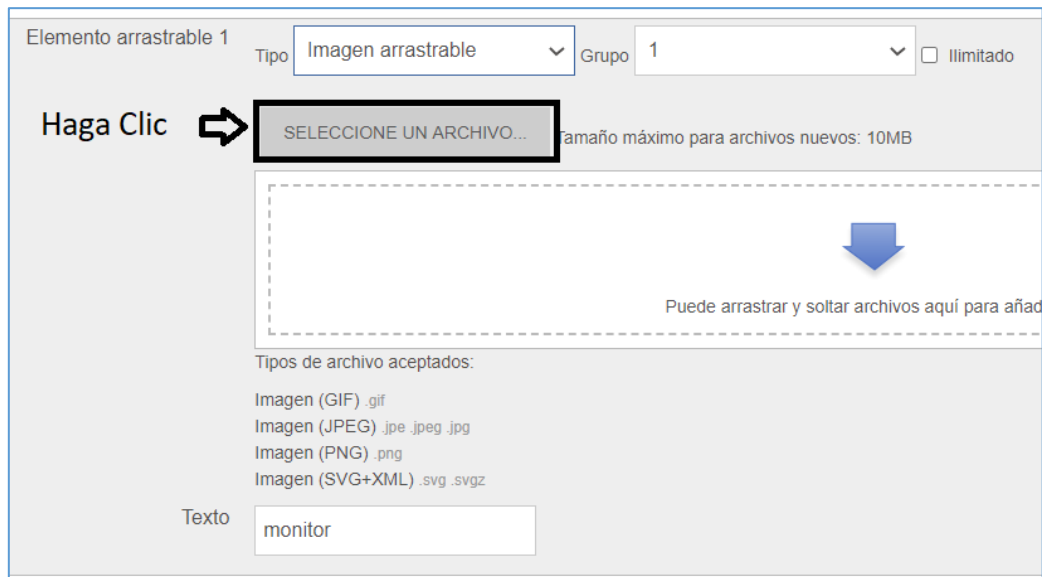 Elemento arrastrable 1 Tipo Imagen arrastrable Grupo 1 Ilimitado
Haga Clic SELECCIONE UN ARCHIVO... Tamaño máximo para archivos nuevos: 10MB
Puede arrastrar y soltar archivos aquí para añad
Tipos de archivo aceptados:
Imagen (GIF) .gif
Imagen (JPEG) .jpe .jpeg .jpg
Imagen (PNG) .png
Imagen (SVG+XML) .svg .svgz
Texto monitor